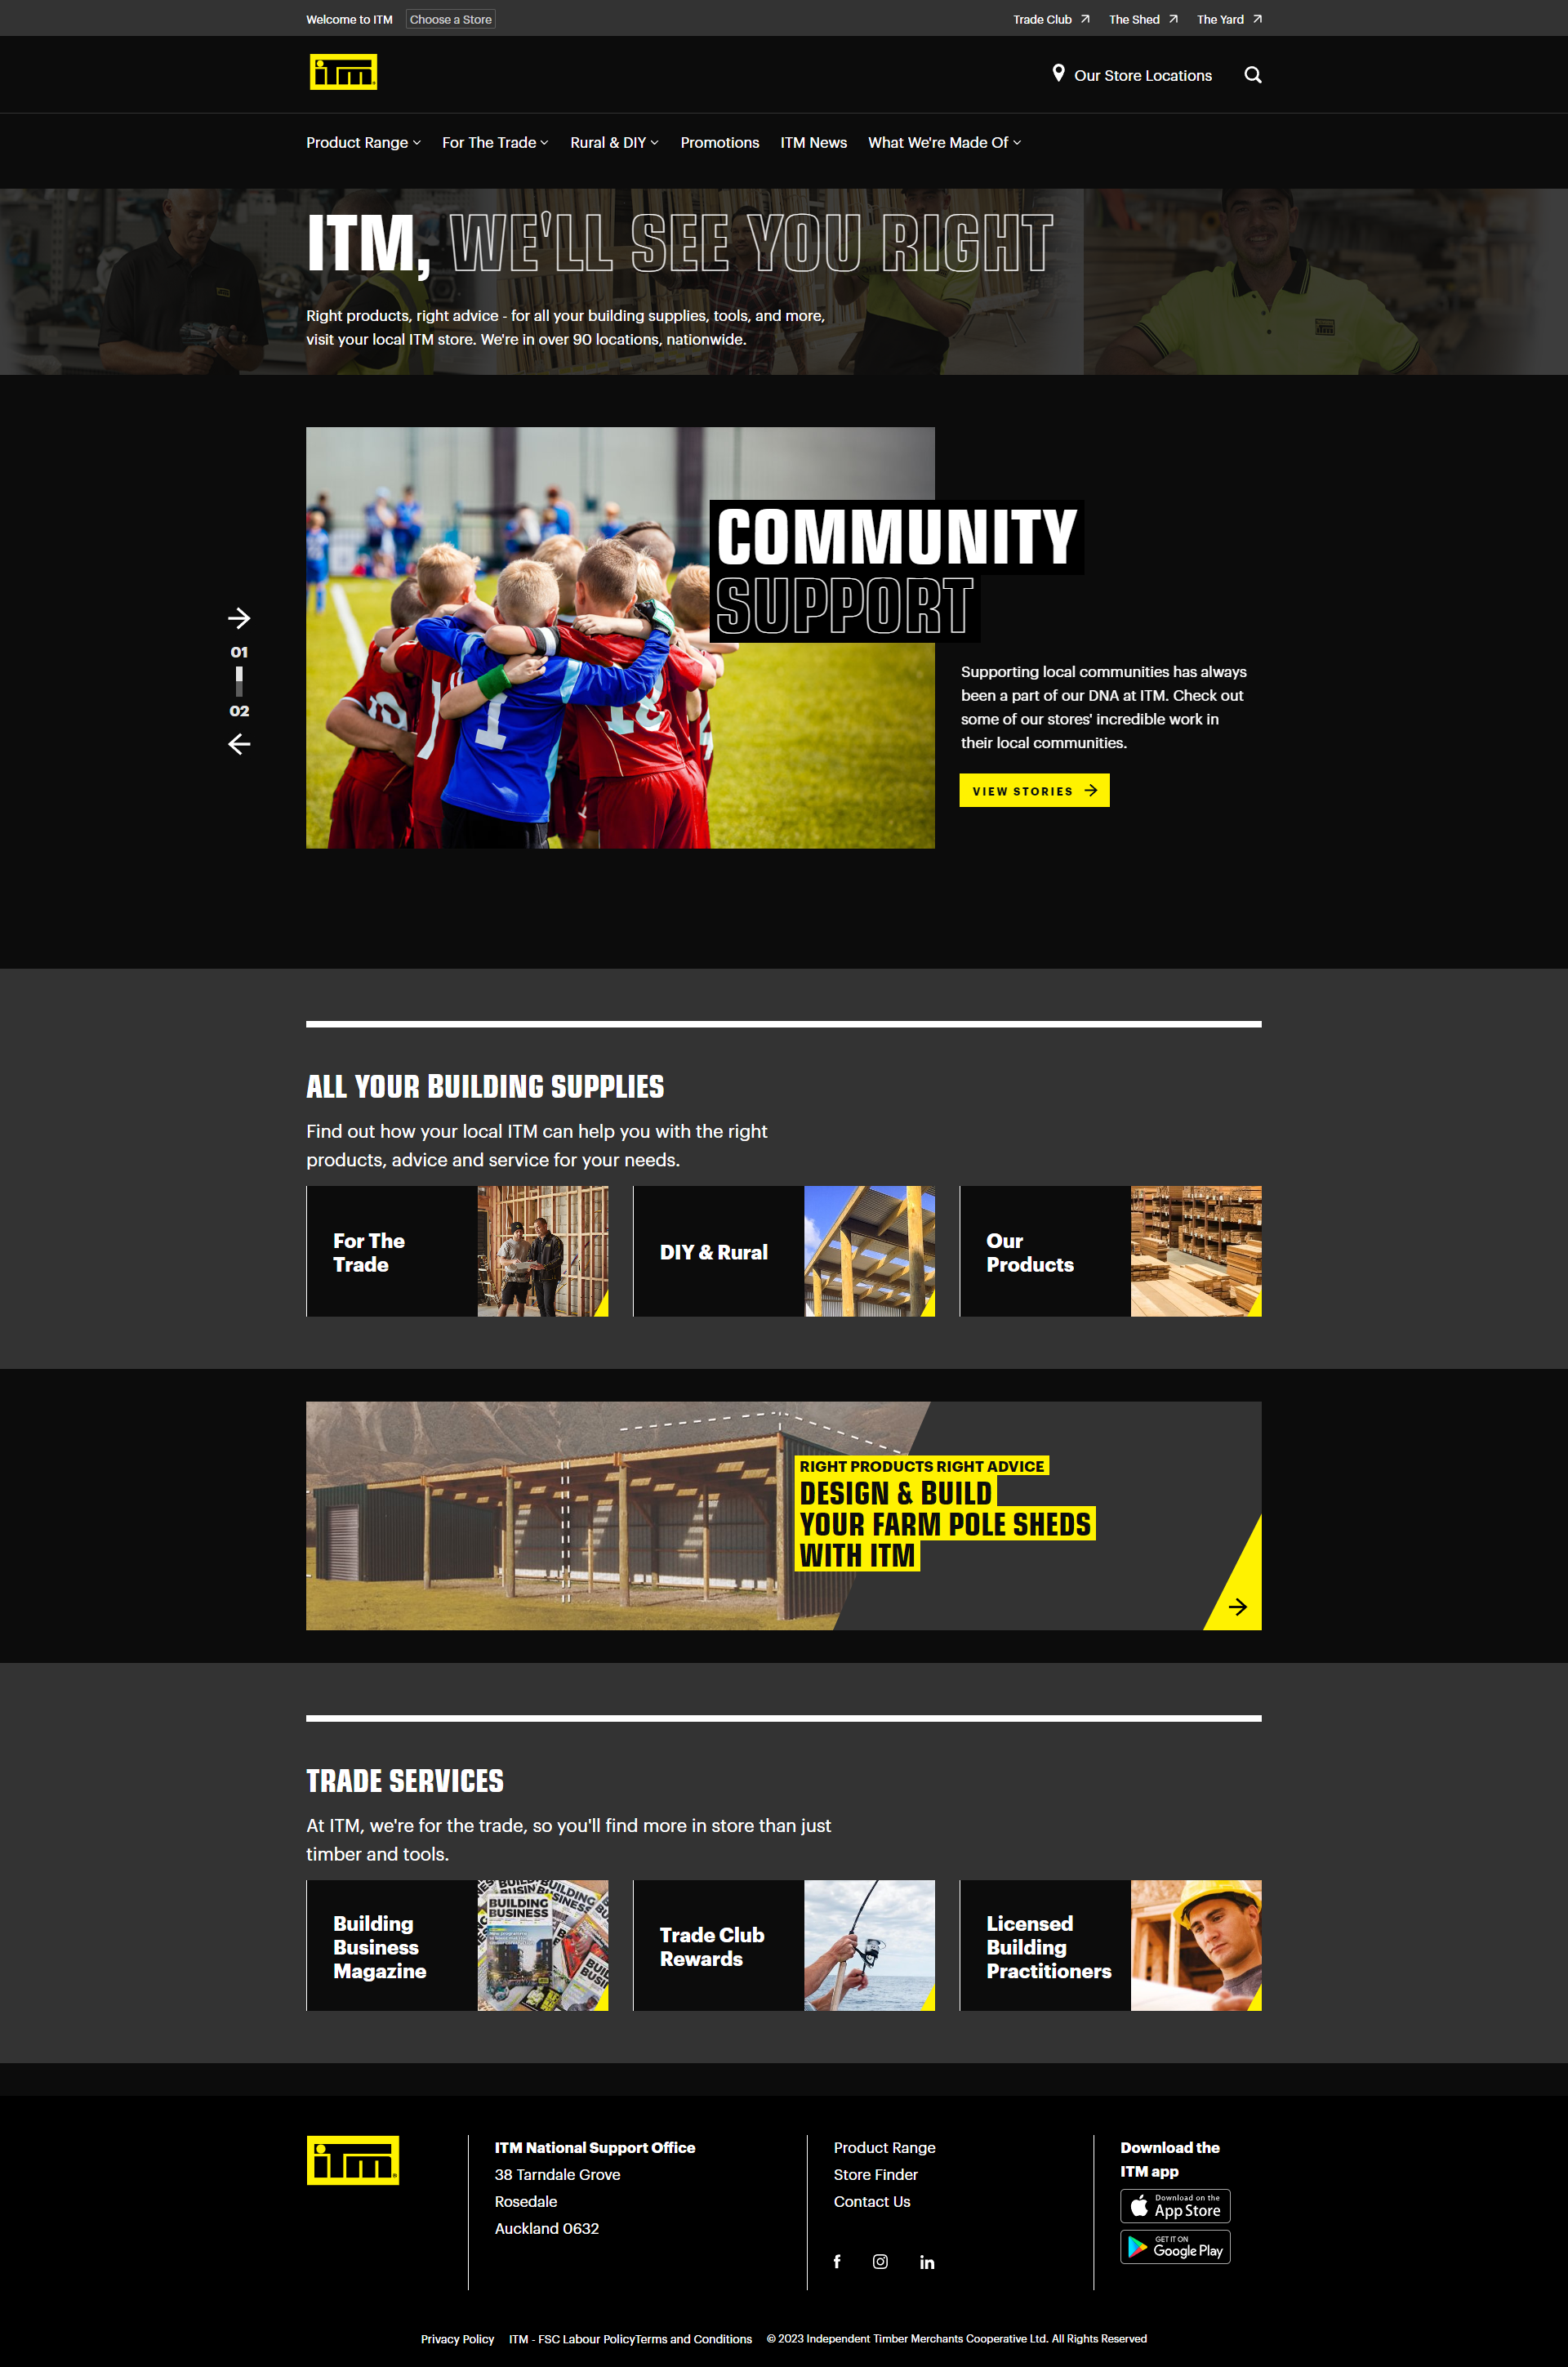 Welcome to ITM
Choose a Store
Trade Club
The Shed
The Yard
itm
Our Store Locations
Product Range
For The Trade
Rural & DIY
Promotions
ITM News
What We're Made Of
ITM, WE'LL SEE YOU RIGHT
Right products, right advice - for all your building supplies, tools, and more,
visit your local ITM store. We're in over 90 locations, nationwide.
COMMUNITY
SUPPORT
01
02
Supporting local communities has always
been a part of our DNA at ITM. Check out
some of our stores' incredible work in
their local communities.
VIEW STORIES
ALL YOUR BUILDING SUPPLIES
Find out how your local ITM can help you with the right
products, advice and service for your needs.
For The
Trade
DIY & Rural
Our
Products
RIGHT PRODUCTS RIGHT ADVICE
DESIGN & BUILD
YOUR FARM POLE SHEDS
WITH ITM
TRADE SERVICES
At ITM, we're for the trade, so you'll find more in store than just
timber and tools.
Building
Business
Magazine
BUILDING
BUSINESS
Trade Club
Rewards
Licensed
Building
Practitioners
itm
ITM National Support Office
38 Tarndale Grove
Rosedale
Auckland 0632
Product Range
Store Finder
Contact Us
Download the
ITM app
Download on the
App Store
GET IT ON
Google Play
Privacy Policy
ITM - FSC Labour Policy
Terms and Conditions
© 2023 Independent Timber Merchants Cooperative Ltd. All Rights Reserved